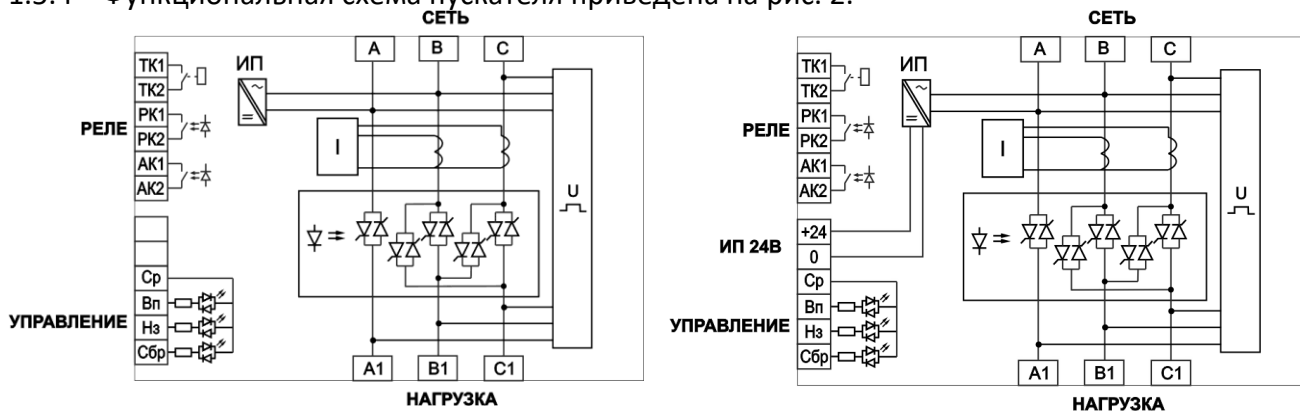 1.5.4 Функциональная схема пускателя приведена на рис. 2.
СЕТЬ
A B C
ТК1
ТК2
РК1
РК2
АК1
АК2
РЕЛЕ
ИП
~
=
I
U
Ср
Вп
Нз
Сбр
УПРАВЛЕНИЕ
A1 B1 C1
НАГРУЗКА
СЕТЬ
A B C
ТК1
ТК2
РК1
РК2
АК1
АК2
РЕЛЕ
ИП
~
=
I
U
+24
0
ИП 24В
Ср
Вп
Нз
Сбр
УПРАВЛЕНИЕ
A1 B1 C1
НАГРУЗКА